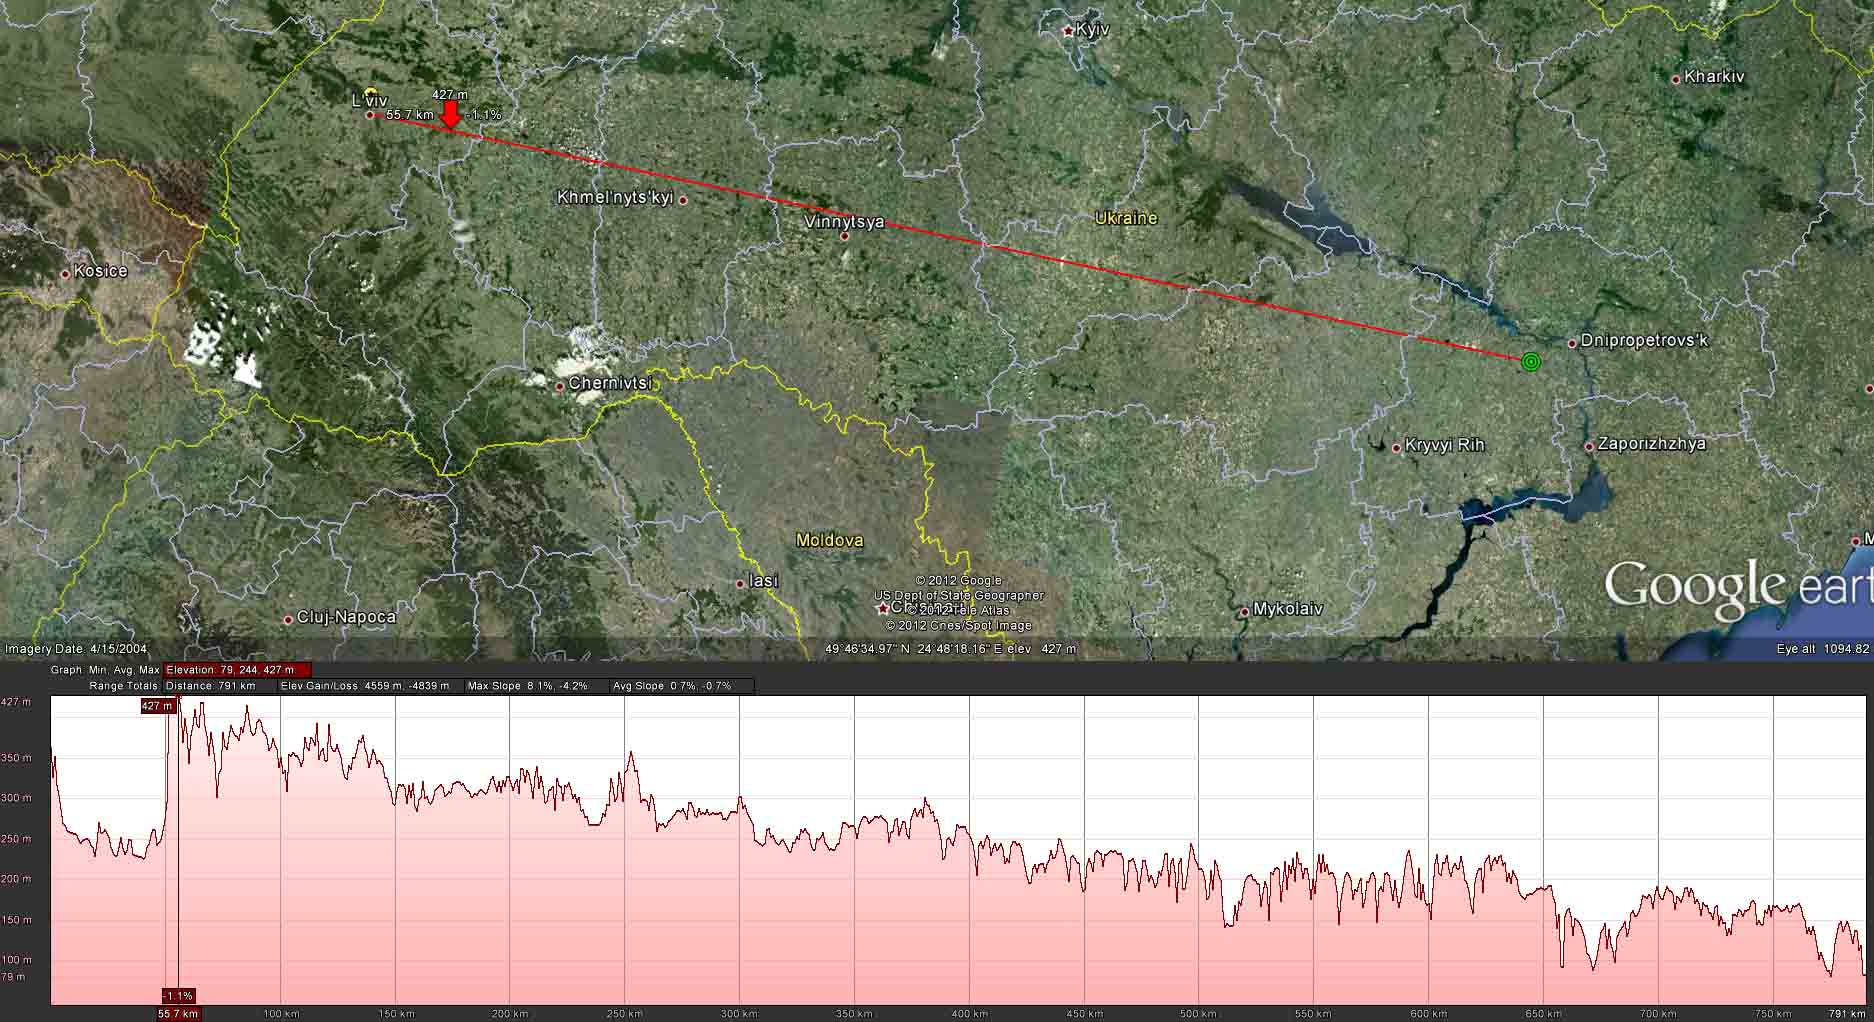 Kyiv
Kharkiv
427 m
L'viv
55.7 km
-1.1%
Khmel'nyts'kyi
Vinnytsya
Ukraine
Kosice
Dnipropetrovs'k
Chernivtsi
Kryvyi Rih
Zaporizhzhya
Moldova
M
Iasi
© 2012 Google
US Dept of State Geographer
© 2012 Tele Atlas
© 2012 Cnes/Spot Image
Google eart
Mykolaiv
Cluj-Napoca
Imagery Date: 4/15/2004
49°46'34.97" N 24°48'18.16" E elev 427 m
Eye alt 1094.82
Graph: Min, Avg, Max Elevation: 79, 244, 427 m
Range Totals: Distance: 791 km Elev Gain/Loss: 4559 m, -4839 m Max Slope: 8.1%, -4.2% Avg Slope: 0.7%, -0.7%
427 m
427 m
350 m
300 m
250 m
200 m
150 m
100 m
79 m
-1.1%
55.7 km 100 km 150 km 200 km 250 km 300 km 350 km 400 km 450 km 500 km 550 km 600 km 650 km 700 km 750 km 791 km